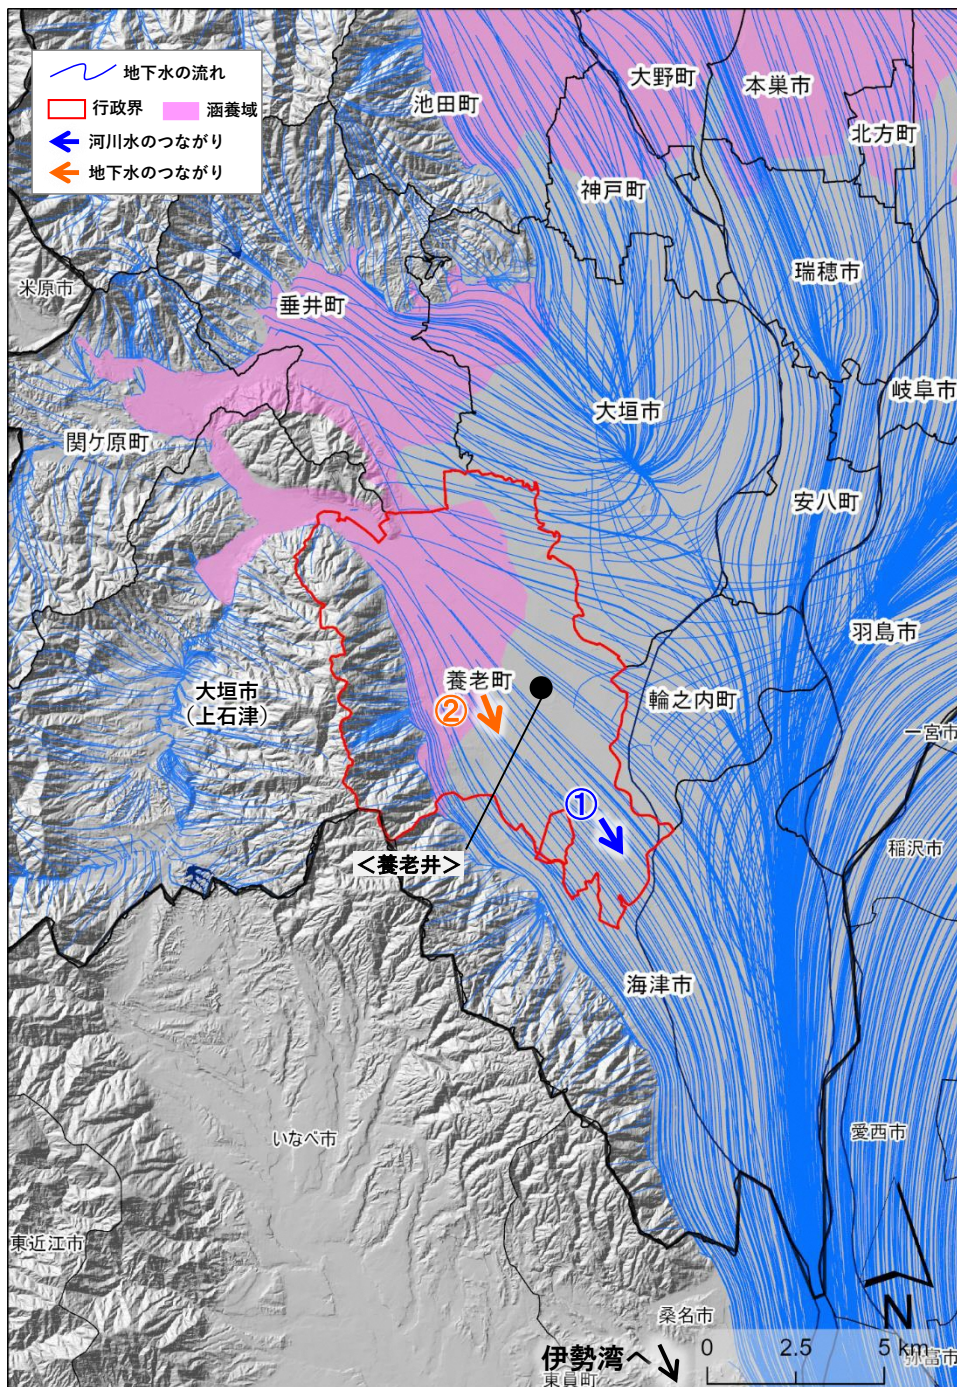 地下水の流れ
行政界
涵養域
河川水のつながり
地下水のつながり
池田町
大野町
本巣市
北方町
神戸町
瑞穂市
米原市
垂井町
岐阜市
大垣市
関ケ原町
安八町
羽島市
養老町
大垣市
(上石津)
輪之内町
②
一宮市
①
稲沢市
<養老井>
海津市
いなべ市
愛西市
東近江市
N
桑名市
0 2.5 5 km
伊勢湾へ
弥富市
東員町